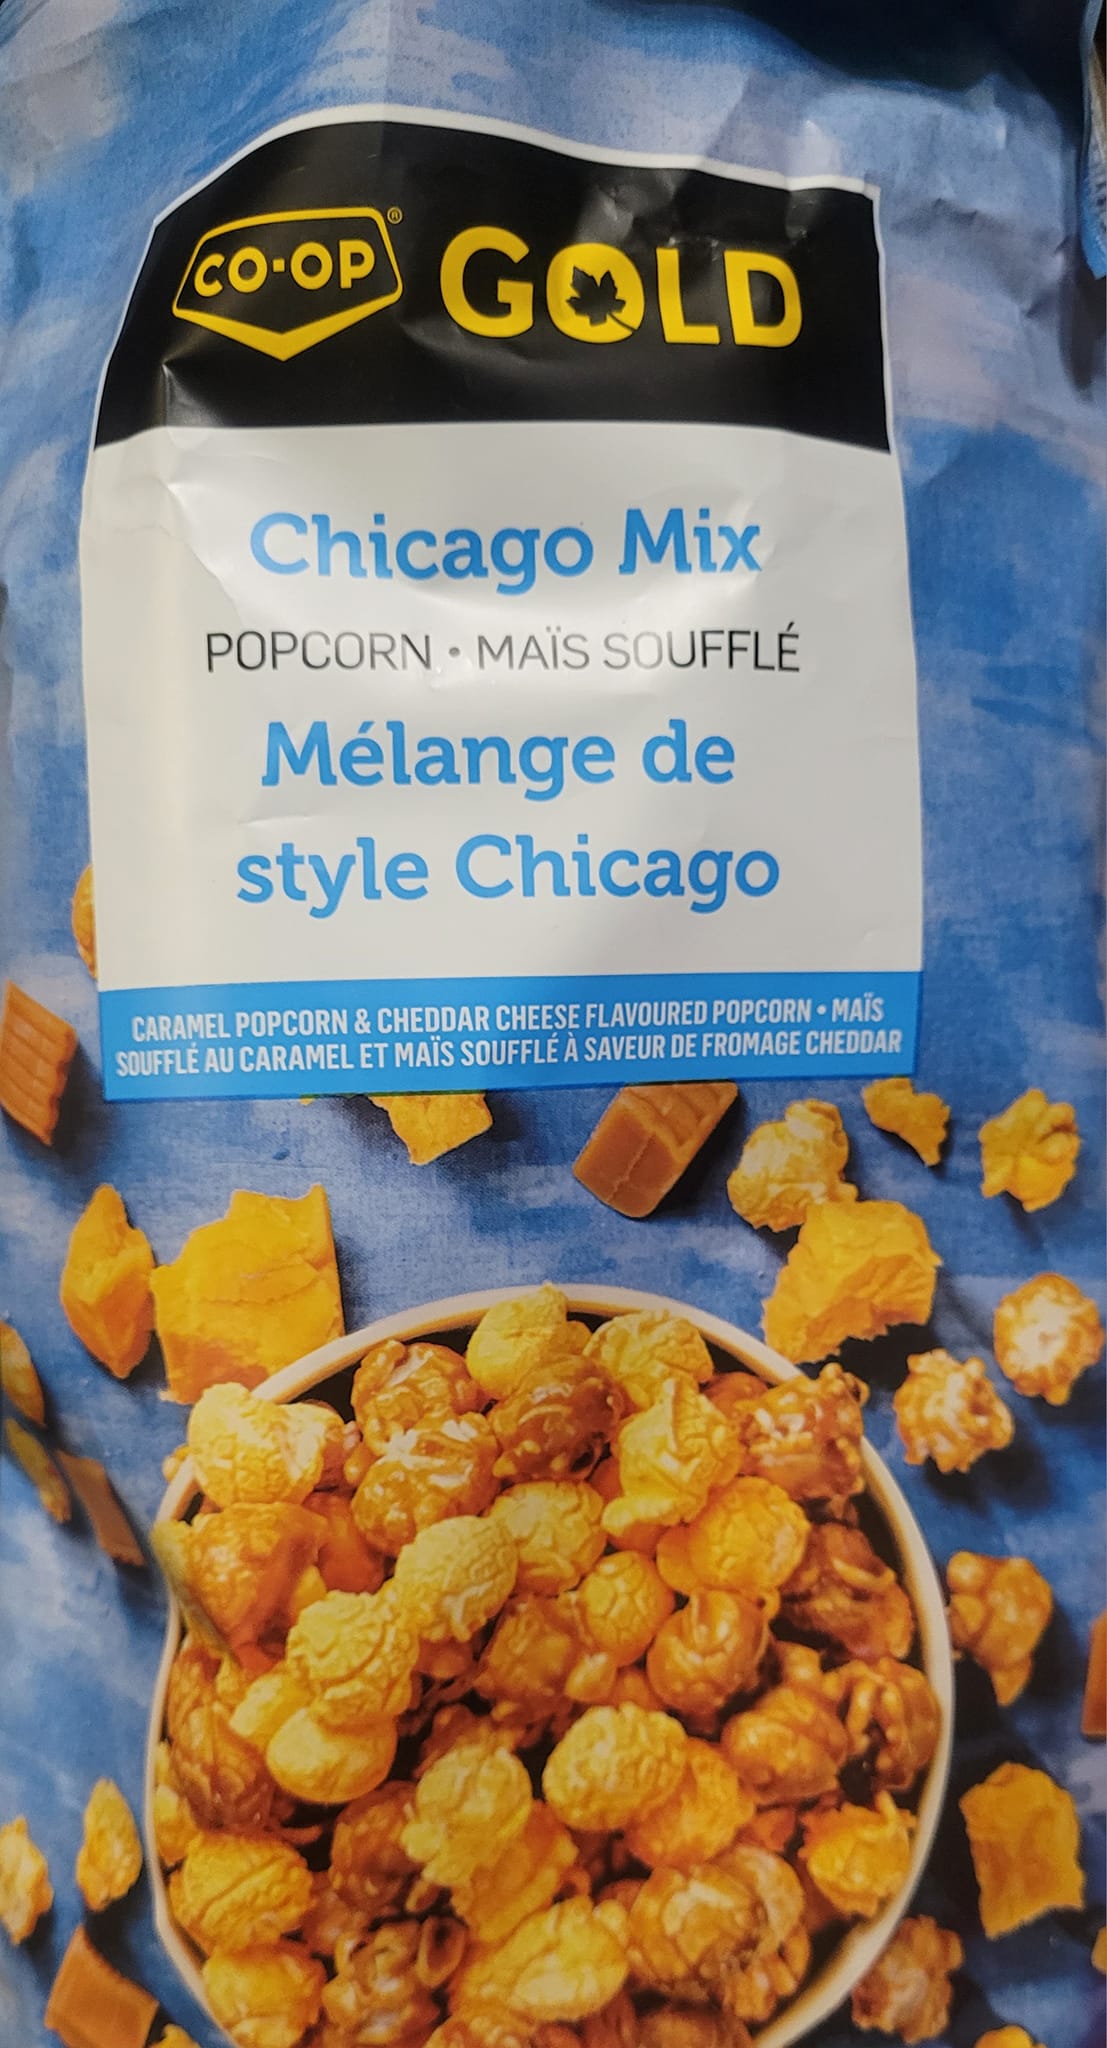 CO-OP® GOLD
Chicago Mix
POPCORN • MAÏS SOUFFLÉ
Mélange de
style Chicago
CARAMEL POPCORN & CHEDDAR CHEESE FLAVOURED POPCORN • MAÏS
SOUFFLÉ AU CARAMEL ET MAÏS SOUFFLÉ À SAVEUR DE FROMAGE CHEDDAR